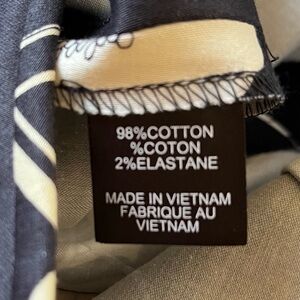 98%COTTON
%COTON
2%ELASTANE
MADE IN VIETNAM
FABRIQUE AU
VIETNAM